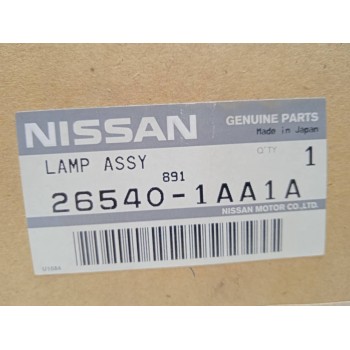 NISSAN
GENUINE PARTS
Made in Japan
LAMP ASSY
Q'TY
1
891
26540-1AA1A
NISSAN MOTOR CO.,LTD.